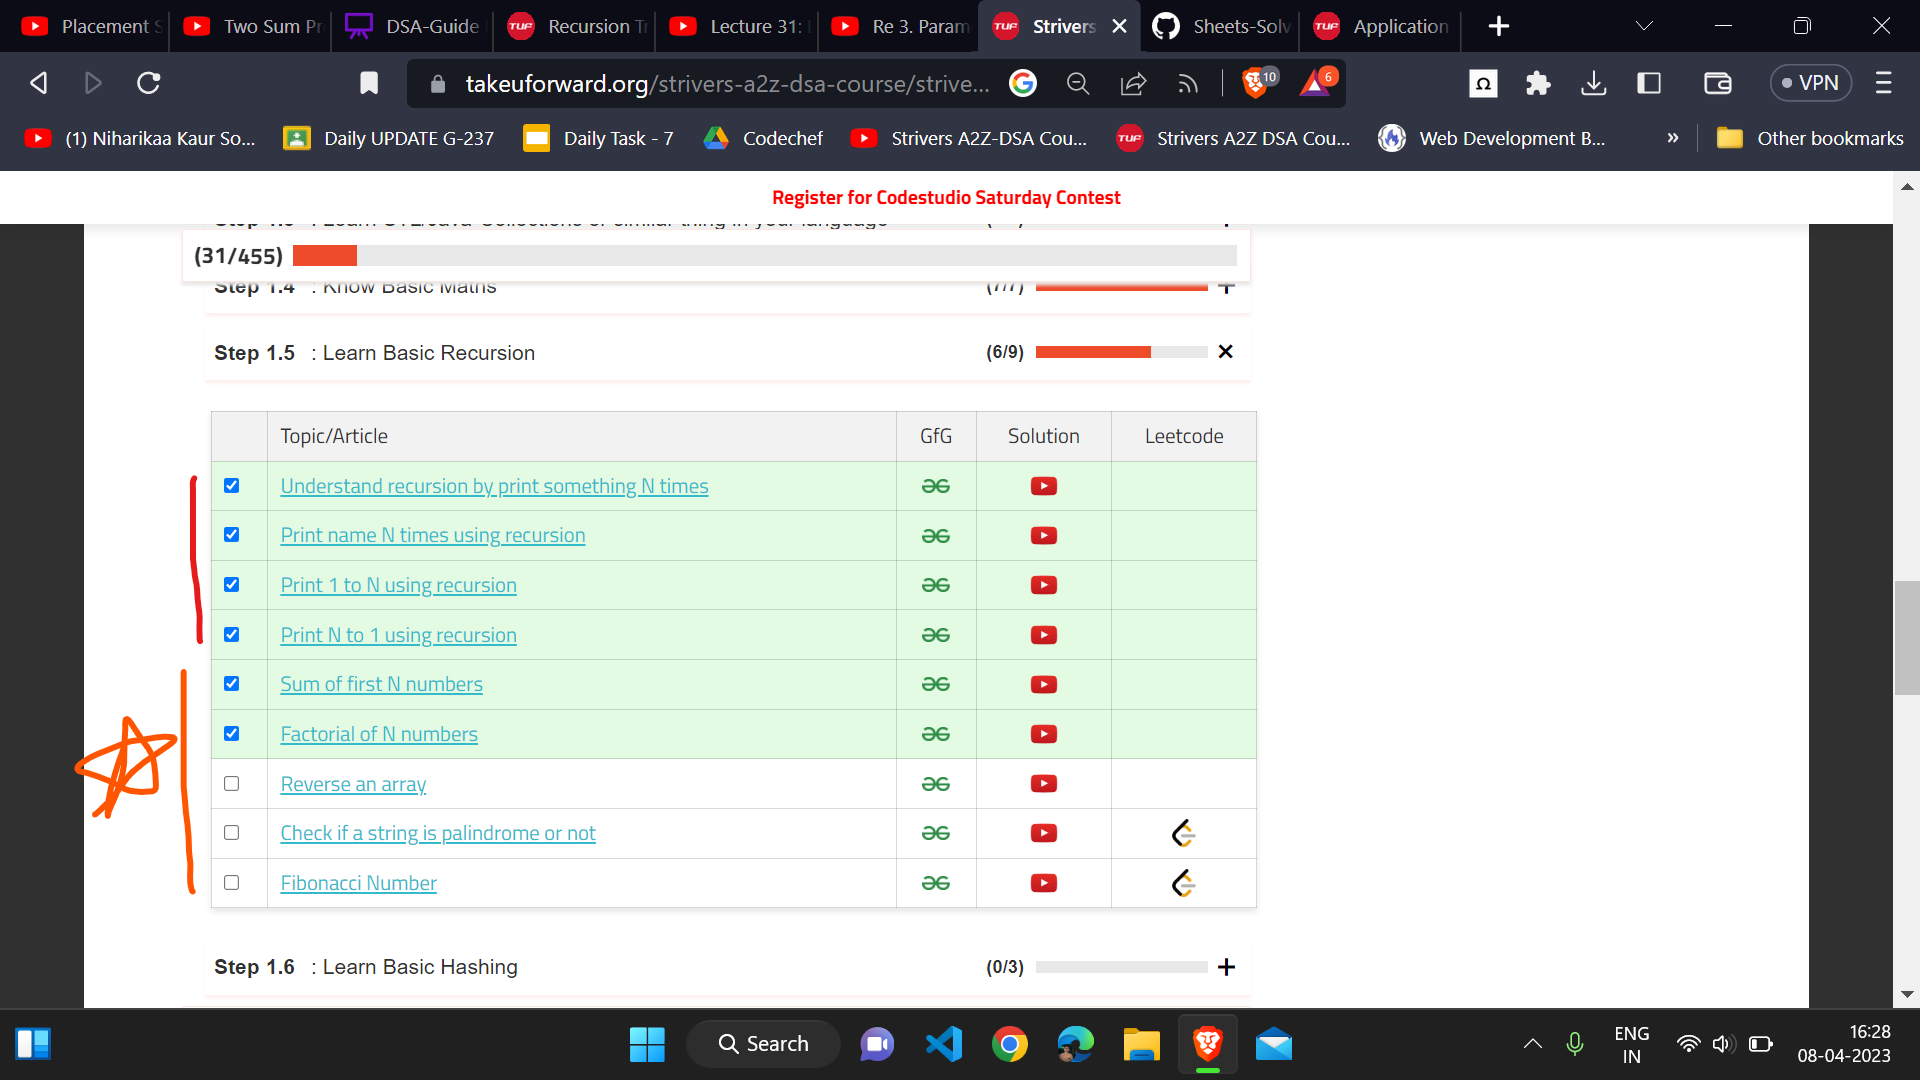 Placement S
Two Sum Pr
DSA-Guide
TUF Recursion Tr
Lecture 31:
Re 3. Param
TUF Strivers
Sheets-Solv
TUF Application
takeuforward.org/strivers-a2z-dsa-course/strive...
10
6
VPN
(1) Niharikaa Kaur So...
Daily UPDATE G-237
Daily Task - 7
Codechef
Strivers A2Z-DSA Cou...
TUF Strivers A2Z DSA Cou...
Web Development B...
» Other bookmarks
Register for Codestudio Saturday Contest
(31/455)
Step 1.4 : Know Basic Maths (7/7) +
Step 1.5 : Learn Basic Recursion (6/9)
Topic/Article GfG Solution Leetcode
Understand recursion by print something N times
Print name N times using recursion
Print 1 to N using recursion
Print N to 1 using recursion
Sum of first N numbers
Factorial of N numbers
Reverse an array
Check if a string is palindrome or not
Fibonacci Number
Step 1.6 : Learn Basic Hashing (0/3) +
Search
ENG
IN
16:28
08-04-2023